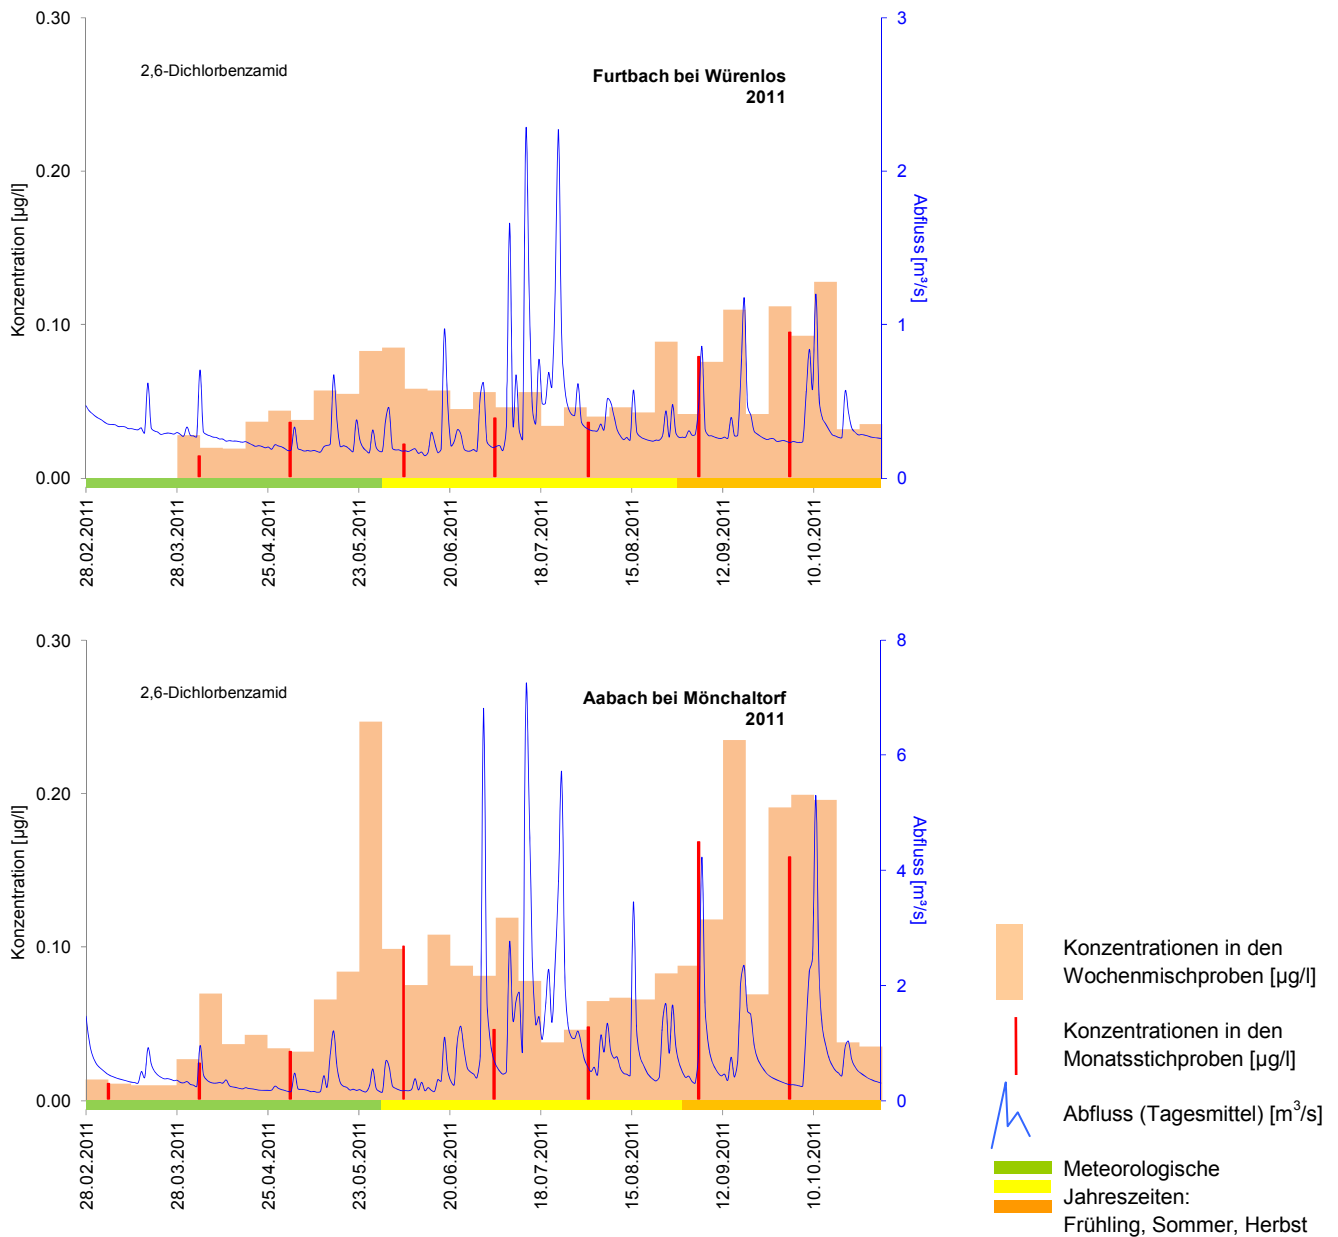 0.30
3
2,6-Dichlorbenzamid
Furtbach bei Würenlos
2011
0.20
2
Konzentration [µg/l]
Abfluss [m³/s]
0.10
1
0.00
0
28.02.2011
28.03.2011
25.04.2011
23.05.2011
20.06.2011
18.07.2011
15.08.2011
12.09.2011
10.10.2011
0.30
8
2,6-Dichlorbenzamid
Aabach bei Mönchaltorf
2011
6
0.20
Konzentration [µg/l]
Abfluss [m³/s]
4
0.10
2
0.00
0
28.02.2011
28.03.2011
25.04.2011
23.05.2011
20.06.2011
18.07.2011
15.08.2011
12.09.2011
10.10.2011
Konzentrationen in den
Wochenmischproben [µg/l]
Konzentrationen in den
Monatsstichproben [µg/l]
Abfluss (Tagesmittel) [m³/s]
Meteorologische
Jahreszeiten:
Frühling, Sommer, Herbst